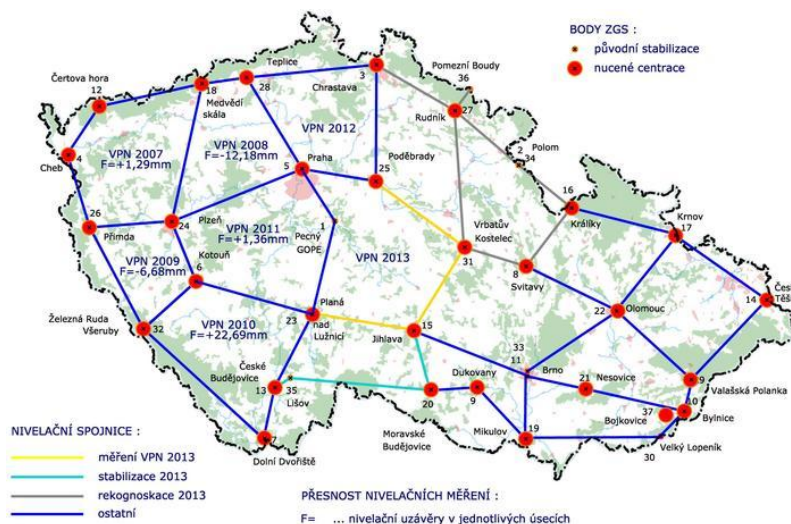 BODY ZGS :
původní stabilizace
nucené centrace
Čertova hora
12
18
Medvědí
skála
Teplice
28
3
Chrastava
Pomezní Boudy
36
27
Rudník
Polom
2
34
VPN 2012
VPN 2007
F=+1,29mm
VPN 2008
F=-12,18mm
4
Cheb
5
Praha
Poděbrady
25
16
Králíky
Krnov
17
26
Přimda
24
Plzeň
VPN 2011
F=+1,36mm
1
Pecný
GOPE
VPN 2013
Vrbatův
Kostelec
31
8
Svitavy
VPN 2009
F=-6,68mm
Kotouň
6
22
Olomouc
14
Česk
Těš
Železná Ruda
Všeruby
32
VPN 2010
F=+22,69mm
23
Planá
nad
Lužnicí
15
Jihlava
33
11
Brno
Dukovany
9
21
Nesovice
9
Valašská Polanka
České
Budějovice
13
35
Lišov
20
Moravské
Budějovice
Mikulov
19
37
Bojkovice
10
Bylnice
Velký Lopeník
30
7
Dolní Dvořiště
NIVELAČNÍ SPOJNICE :
měření VPN 2013
stabilizace 2013
rekognoskace 2013
ostatní
PŘESNOST NIVELAČNÍCH MĚŘENÍ :
F= ... nivelační uzávěry v jednotlivých úsecích